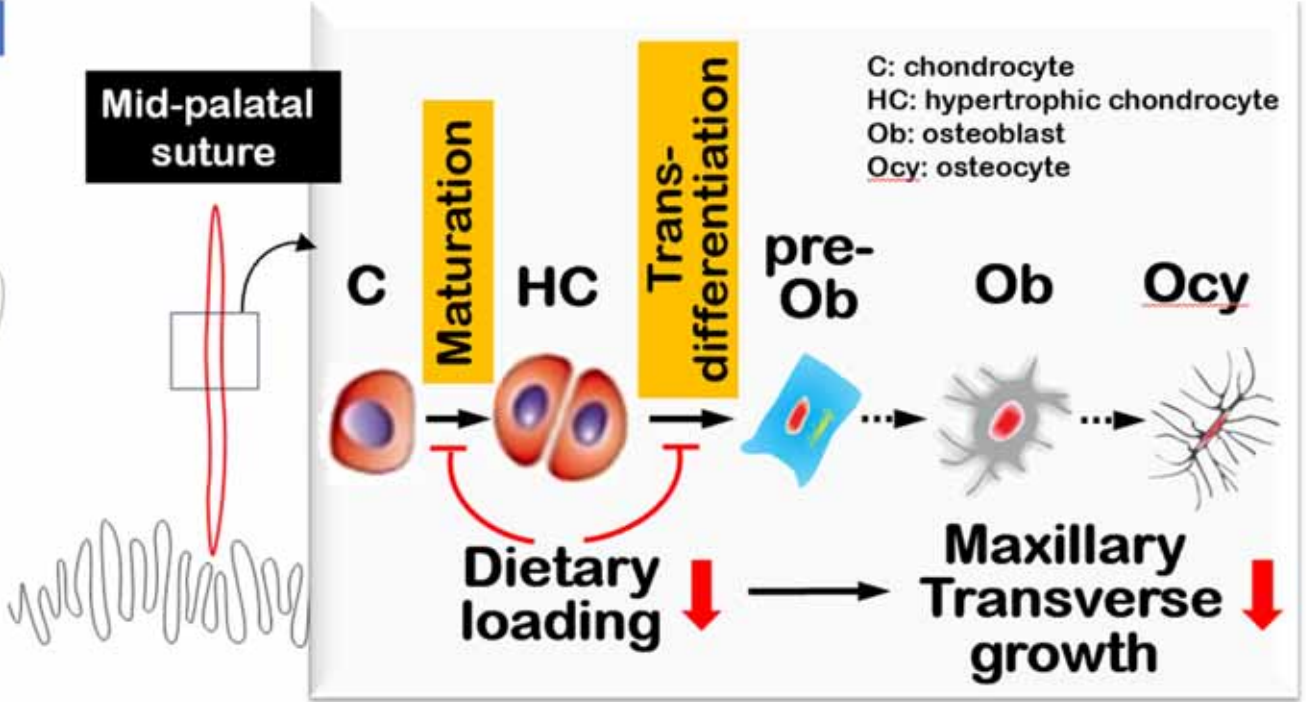 Mid-palatal
suture
C: chondrocyte
HC: hypertrophic chondrocyte
Ob: osteoblast
Ocy: osteocyte
C
Maturation
HC
Trans-
differentiation
pre-
Ob
Ob
Ocy
Dietary
loading
Maxillary
Transverse
growth